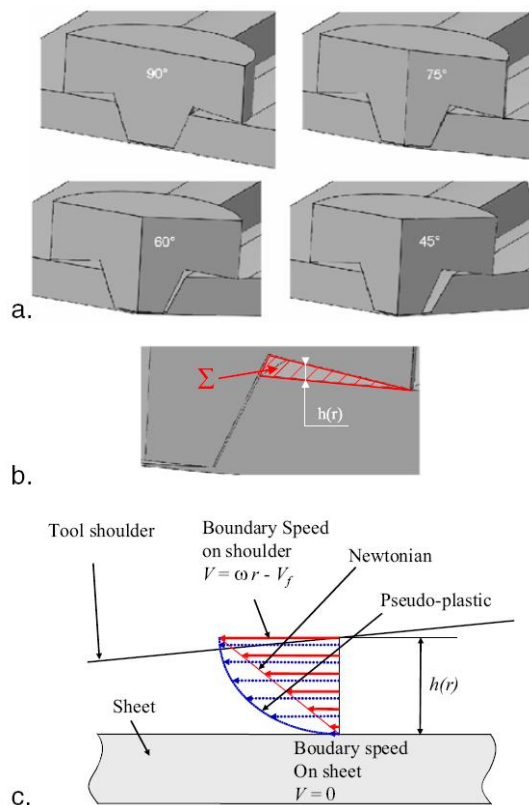 90°
75°
60°
45°
a.
Σ
h(r)
b.
Tool shoulder
Boundary Speed
on shoulder
V = ω r - Vf
Newtonian
Pseudo-plastic
h(r)
Sheet
Boudary speed
On sheet
V = 0
c.